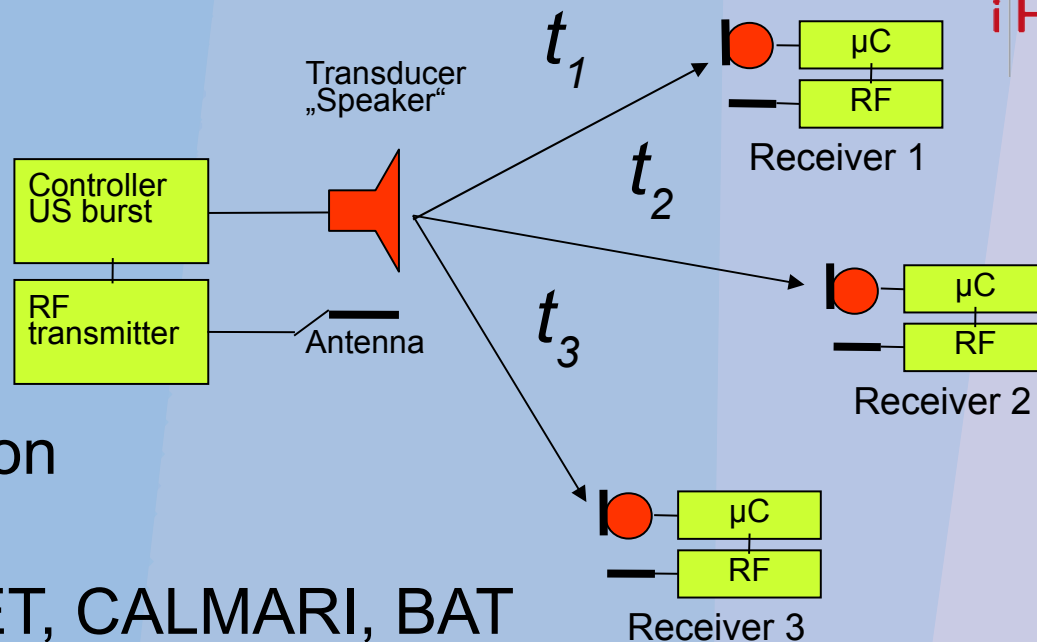 i
t1
Transducer
„Speaker“
µC
RF
Receiver 1
t2
Controller
US burst
RF
transmitter
Antenna
t3
µC
RF
Receiver 2
on
µC
RF
Receiver 3
ET, CALMARI, BAT